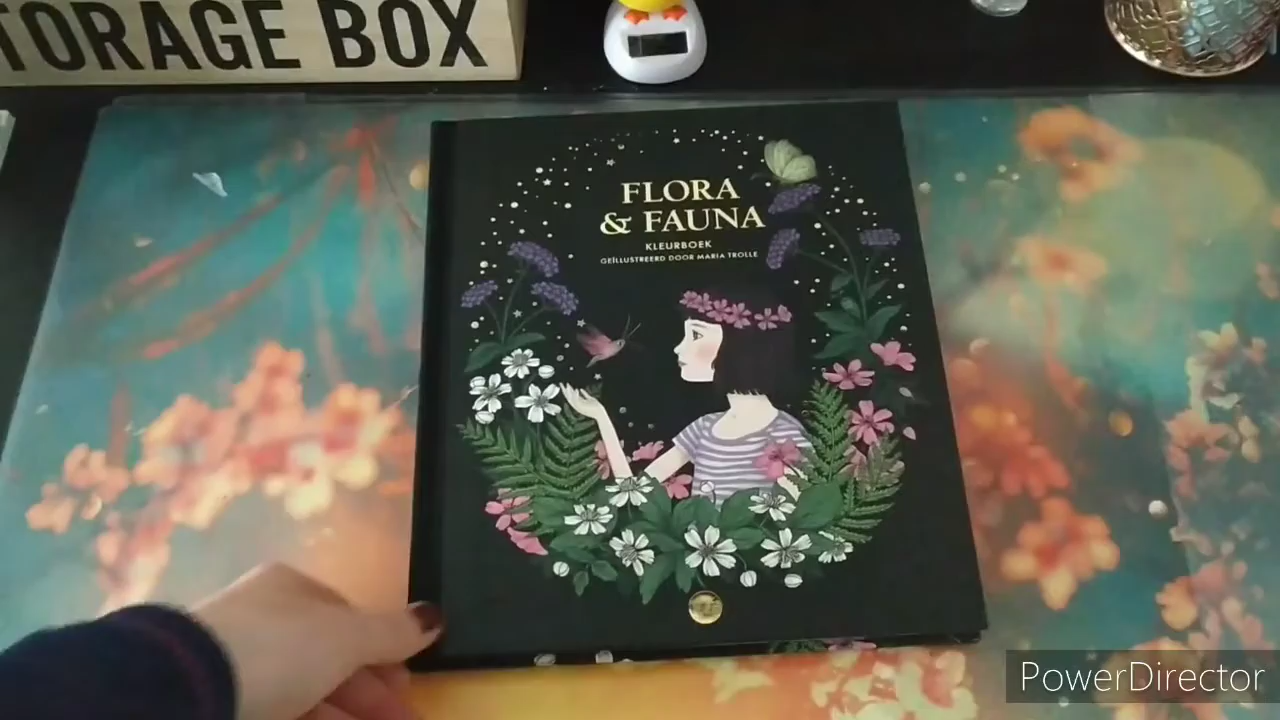 TORAGE BOX
FLORA
& FAUNA
KLEURBOEK
GEÏLLUSTREERD DOOR MARIA TROLLE
PowerDirector